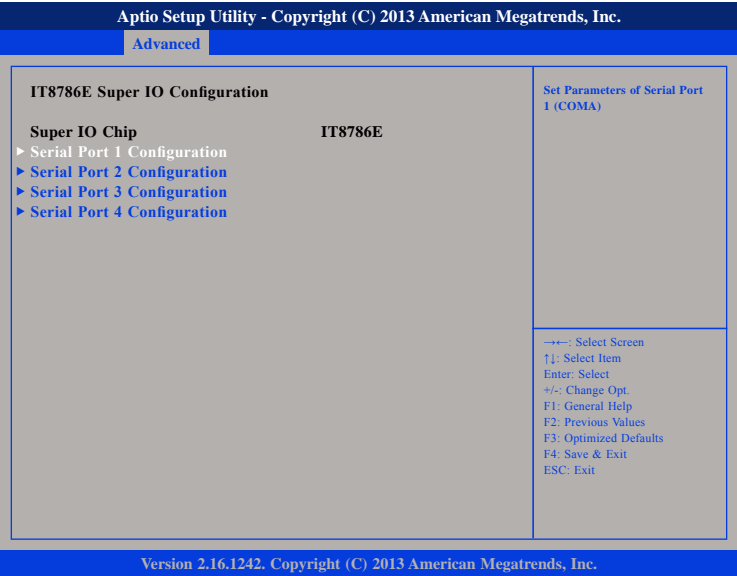 Aptio Setup Utility - Copyright (C) 2013 American Megatrends, Inc.
Advanced
IT8786E Super IO Configuration
Super IO Chip IT8786E
▶ Serial Port 1 Configuration
▶ Serial Port 2 Configuration
▶ Serial Port 3 Configuration
▶ Serial Port 4 Configuration
Set Parameters of Serial Port
1 (COMA)
→←: Select Screen
↑↓: Select Item
Enter: Select
+/-: Change Opt.
F1: General Help
F2: Previous Values
F3: Optimized Defaults
F4: Save & Exit
ESC: Exit
Version 2.16.1242. Copyright (C) 2013 American Megatrends, Inc.